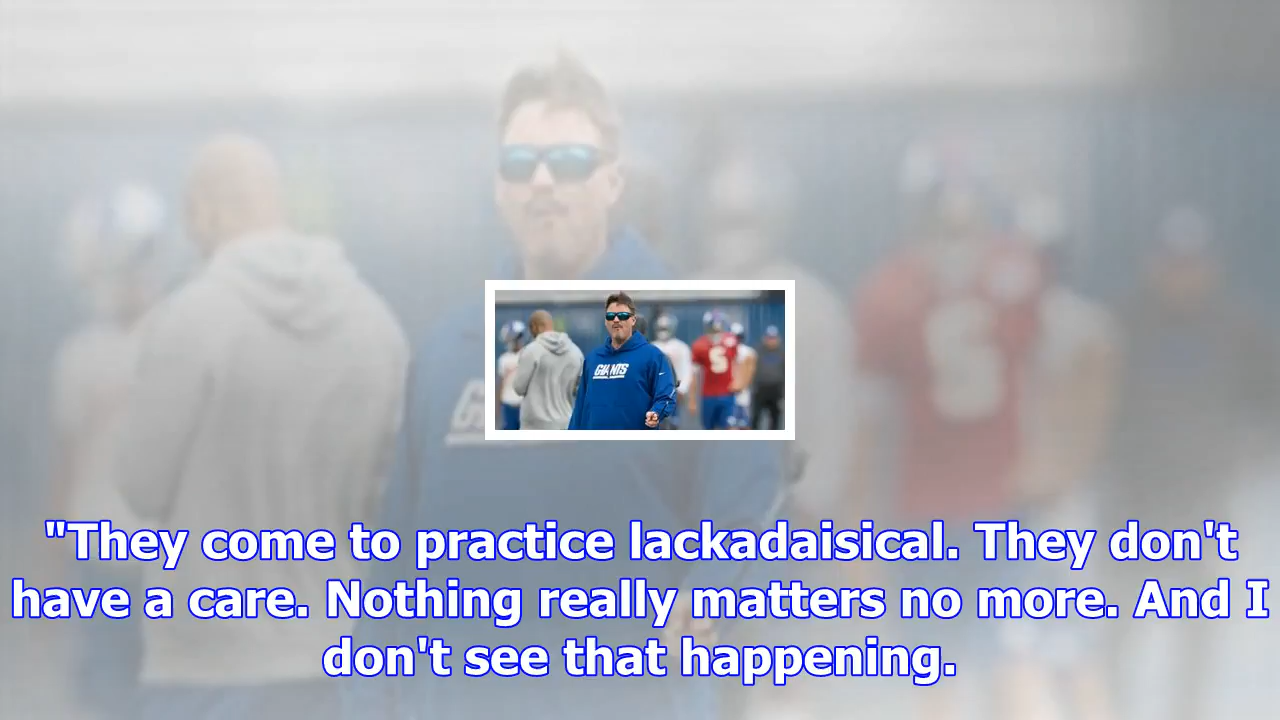 GIANTS
"They come to practice lackadaisical. They don't
have a care. Nothing really matters no more. And I
don't see that happening.